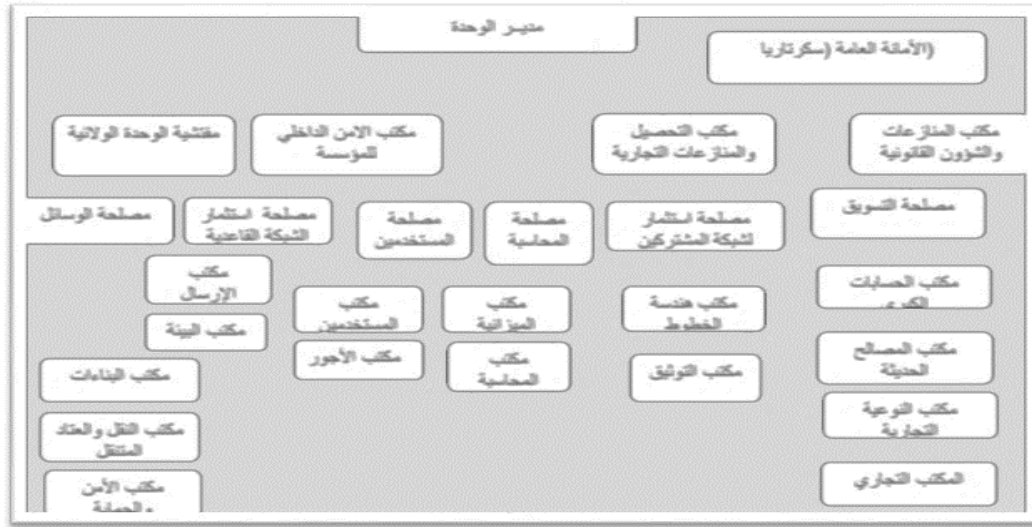 مديـر الوحدة
(الأمانة العامة (سكرتاريا
مكتب المنازعات
والشؤون القانونية
مكتب التحصيل
والمنازعات التجارية
مكتب الامن الداخلي
للمؤسسة
مفتشية الوحدة الولائية
مصلحة التسويق
مصلحة استثمار
لشبكة المشتركين
مصلحة
المحاسبة
مصلحة
المستخدمين
مصلحة استثمار
الشبكة القاعدية
مصلحة الوسائل
مكتب الحسابات
الكبرى
مكتب المصالح
الحديثة
مكتب النوعية
التجارية
المكتب التجاري
مكتب هندسة
الخطوط
مكتب التوثيق
مكتب
الميزانية
مكتب
المحاسبة
مكتب
المستخدمين
مكتب الأجور
مكتب
الإرسال
مكتب البيئة
مكتب البناءات
مكتب النقل والعتاد
المتنقل
مكتب الأمن
والحماية